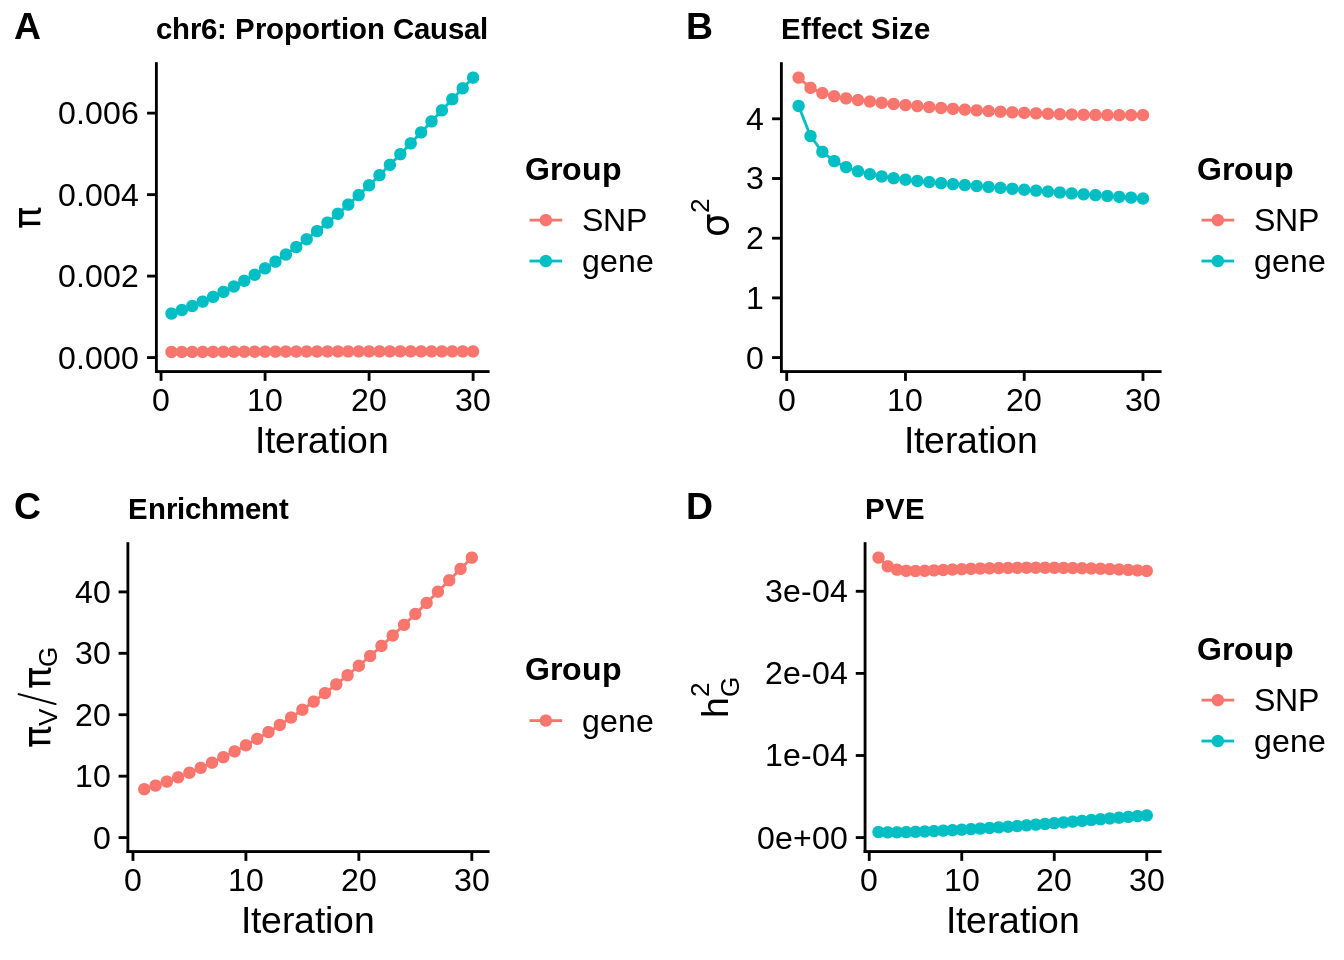 A
chr6: Proportion Causal
π
0.006
0.004
0.002
0.000
0 10 20 30
Iteration
Group
SNP
gene
B
Effect Size
σ²
4
3
2
1
0
0 10 20 30
Iteration
Group
SNP
gene
C
Enrichment
πV/πG
40
30
20
10
0
0 10 20 30
Iteration
Group
gene
D
PVE
h²G
3e-04
2e-04
1e-04
0e+00
0 10 20 30
Iteration
Group
SNP
gene